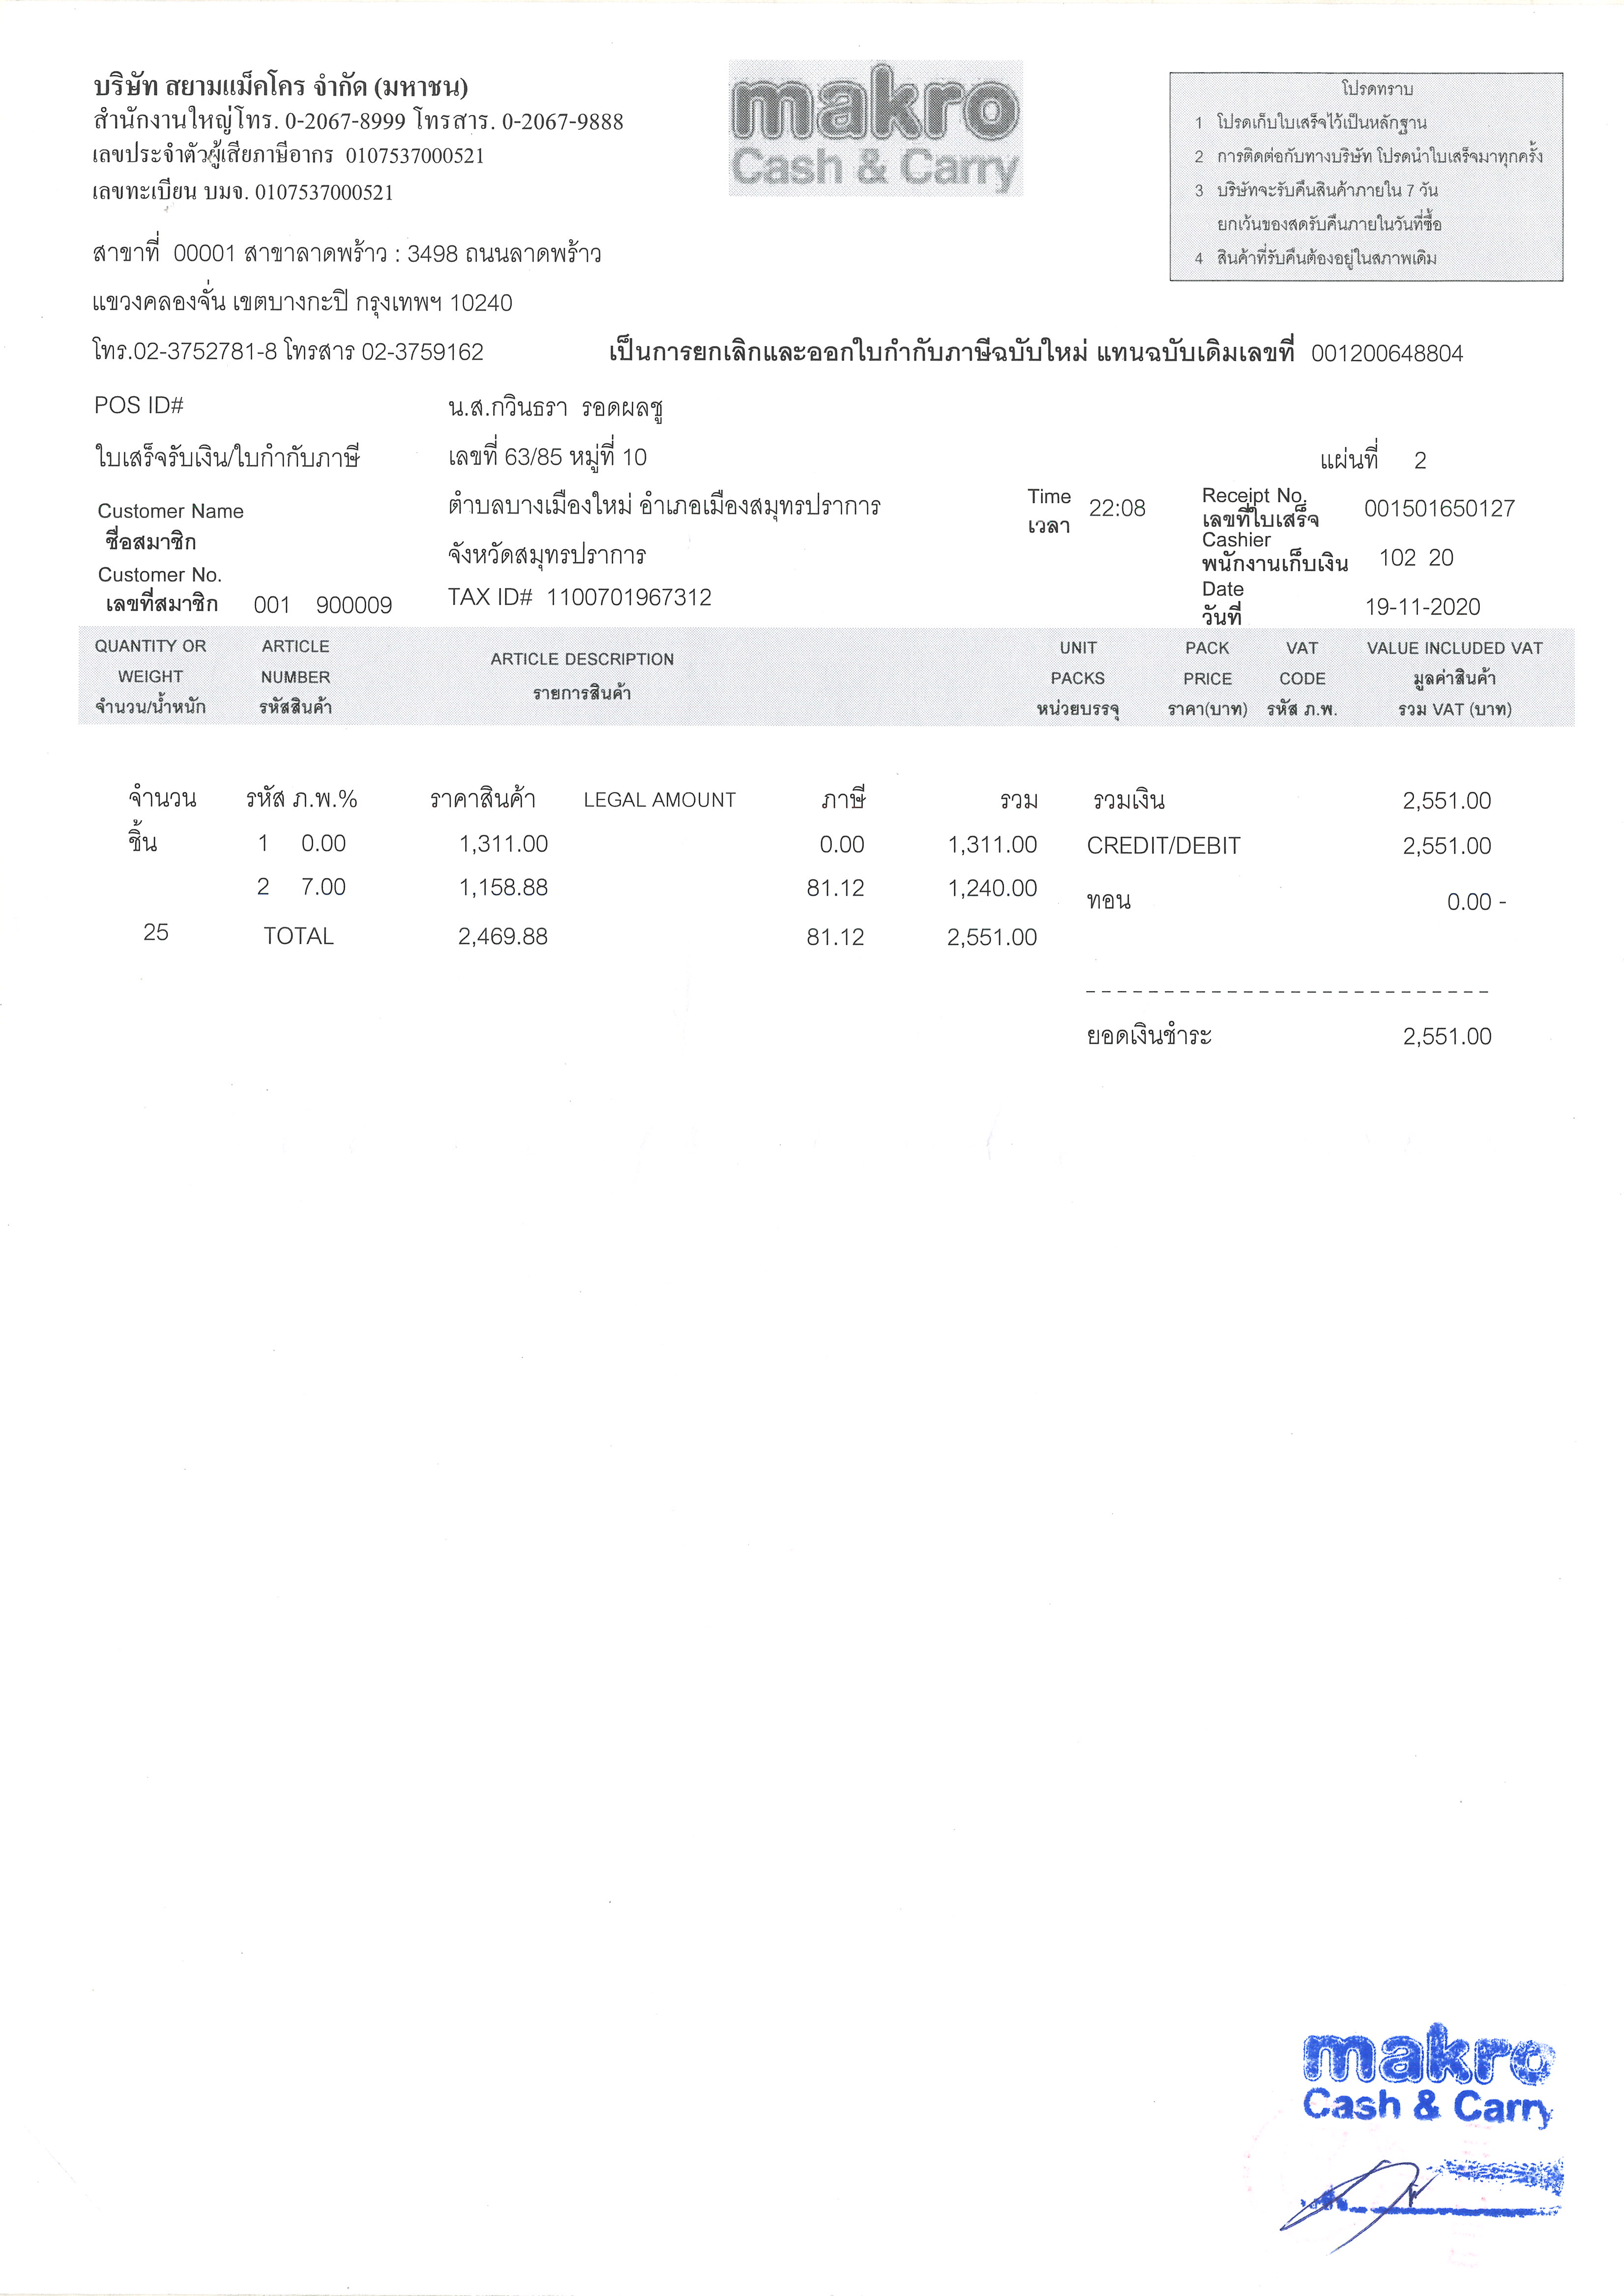 บริษัท สยามแม็คโคร จำกัด (มหาชน)
สำนักงานใหญ่โทร. 0-2067-8999 โทรสาร. 0-2067-9888
เลขประจำตัวผู้เสียภาษีอากร 0107537000521
เลขทะเบียน บมจ. 0107537000521
makro
Cash & Carry
โปรดทราบ
1 โปรดเก็บใบเสร็จไว้เป็นหลักฐาน
2 การติดต่อกับทางบริษัท โปรดนำใบเสร็จมาทุกครั้ง
3 บริษัทจะรับคืนสินค้าภายใน 7 วัน
ยกเว้นของสดรับคืนภายในวันที่ซื้อ
4 สินค้าที่รับคืนต้องอยู่ในสภาพเดิม
สาขาที่ 00001 สาขาลาดพร้าว : 3498 ถนนลาดพร้าว
แขวงคลองจั่น เขตบางกะปิ กรุงเทพฯ 10240
โทร.02-3752781-8 โทรสาร 02-3759162
เป็นการยกเลิกและออกใบกำกับภาษีฉบับใหม่ แทนฉบับเดิมเลขที่ 001200648804
POS ID# น.ส.กวินธรา รอดผลชู
ใบเสร็จรับเงิน/ใบกำกับภาษี เลขที่ 63/85 หมู่ที่ 10 แผ่นที่ 2
Customer Name ตำบลบางเมืองใหม่ อำเภอเมืองสมุทรปราการ Time 22:08 Receipt No. 001501650127
ชื่อสมาชิก เวลา เลขที่ใบเสร็จ
จังหวัดสมุทรปราการ Cashier 102 20
พนักงานเก็บเงิน
Customer No. TAX ID# 1100701967312 Date
เลขที่สมาชิก 001 900009 วันที่ 19-11-2020
QUANTITY OR ARTICLE ARTICLE DESCRIPTION UNIT PACK VAT VALUE INCLUDED VAT
WEIGHT NUMBER รายการสินค้า PACKS PRICE CODE มูลค่าสินค้า
จำนวน/น้ำหนัก รหัสสินค้า หน่วยบรรจุ ราคา(บาท) รหัส ภ.พ. รวม VAT (บาท)
จำนวน รหัส ภ.พ.% ราคาสินค้า LEGAL AMOUNT ภาษี รวม รวมเงิน 2,551.00
ชิ้น 1 0.00 1,311.00 0.00 1,311.00 CREDIT/DEBIT 2,551.00
2 7.00 1,158.88 81.12 1,240.00 ทอน 0.00 -
25 TOTAL 2,469.88 81.12 2,551.00
ยอดเงินชำระ 2,551.00
makro
Cash & Carry